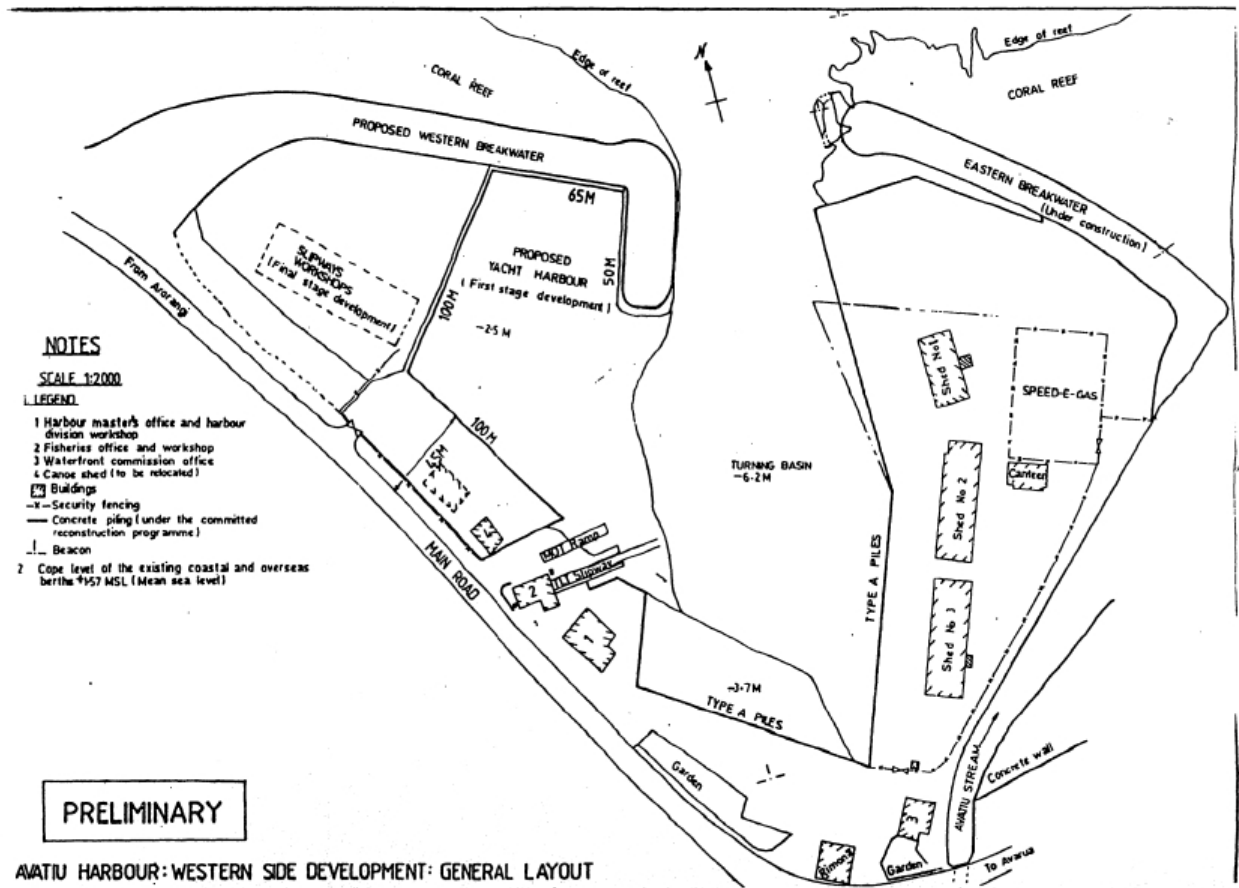 Edge of reef
N
Edge of reef
CORAL REEF
CORAL REEF
PROPOSED WESTERN BREAKWATER
EASTERN BREAKWATER
(Under construction)
65M
SLIPWAYS
WORKSHOPS
(Final stage development)
PROPOSED
YACHT HARBOUR
(First stage development)
50M
100M
-2.5 M
From Arorangi
Shed No1
SPEED-E-GAS
Canteen
Shed No 2
Shed No 3
NOTES
SCALE 1:2000
1. LEGEND
1 Harbour master's office and harbour
division workshop
2 Fisheries office and workshop
3 Waterfront commission office
4 Canoe shed (to be relocated)
Buildings
-x- Security fencing
Concrete piling (under the committed
reconstruction programme)
Beacon
2 Cope level of the existing coastal and overseas
berths +1·57 MSL (Mean sea level)
100M
45M
4
TURNING BASIN
-6·2M
TYPE A PILES
MAIN ROAD
MOT Ramp
TLT Slipway
2
1
-3·7M
TYPE A PILES
Garden
3
Garden
AVATIU STREAM
Concrete wall
To Avarua
PRELIMINARY
AVATIU HARBOUR: WESTERN SIDE DEVELOPMENT: GENERAL LAYOUT